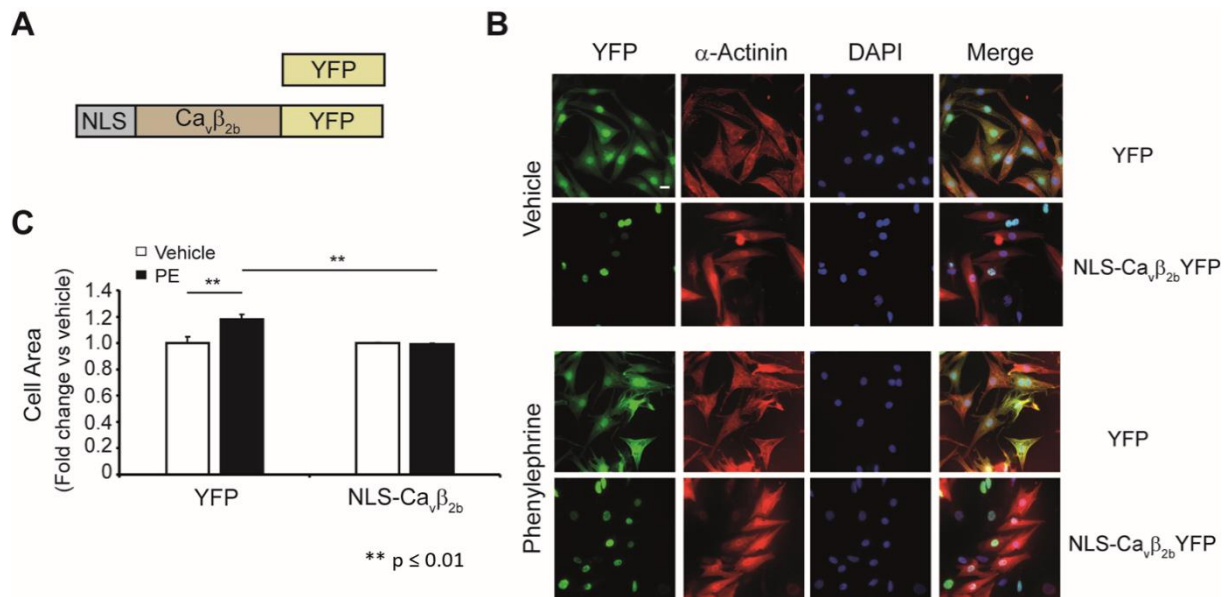 A
YFP
NLS Caᵥβ₂b YFP
B
YFP α-Actinin DAPI Merge
Vehicle
YFP
NLS-Caᵥβ₂bYFP
Phenylephrine
YFP
NLS-Caᵥβ₂bYFP
C
Vehicle
PE
**
**
Cell Area
(Fold change vs vehicle)
1.4
1.2
1.0
0.8
0.6
0.4
0.2
0
YFP NLS-Caᵥβ₂b
** p ≤ 0.01